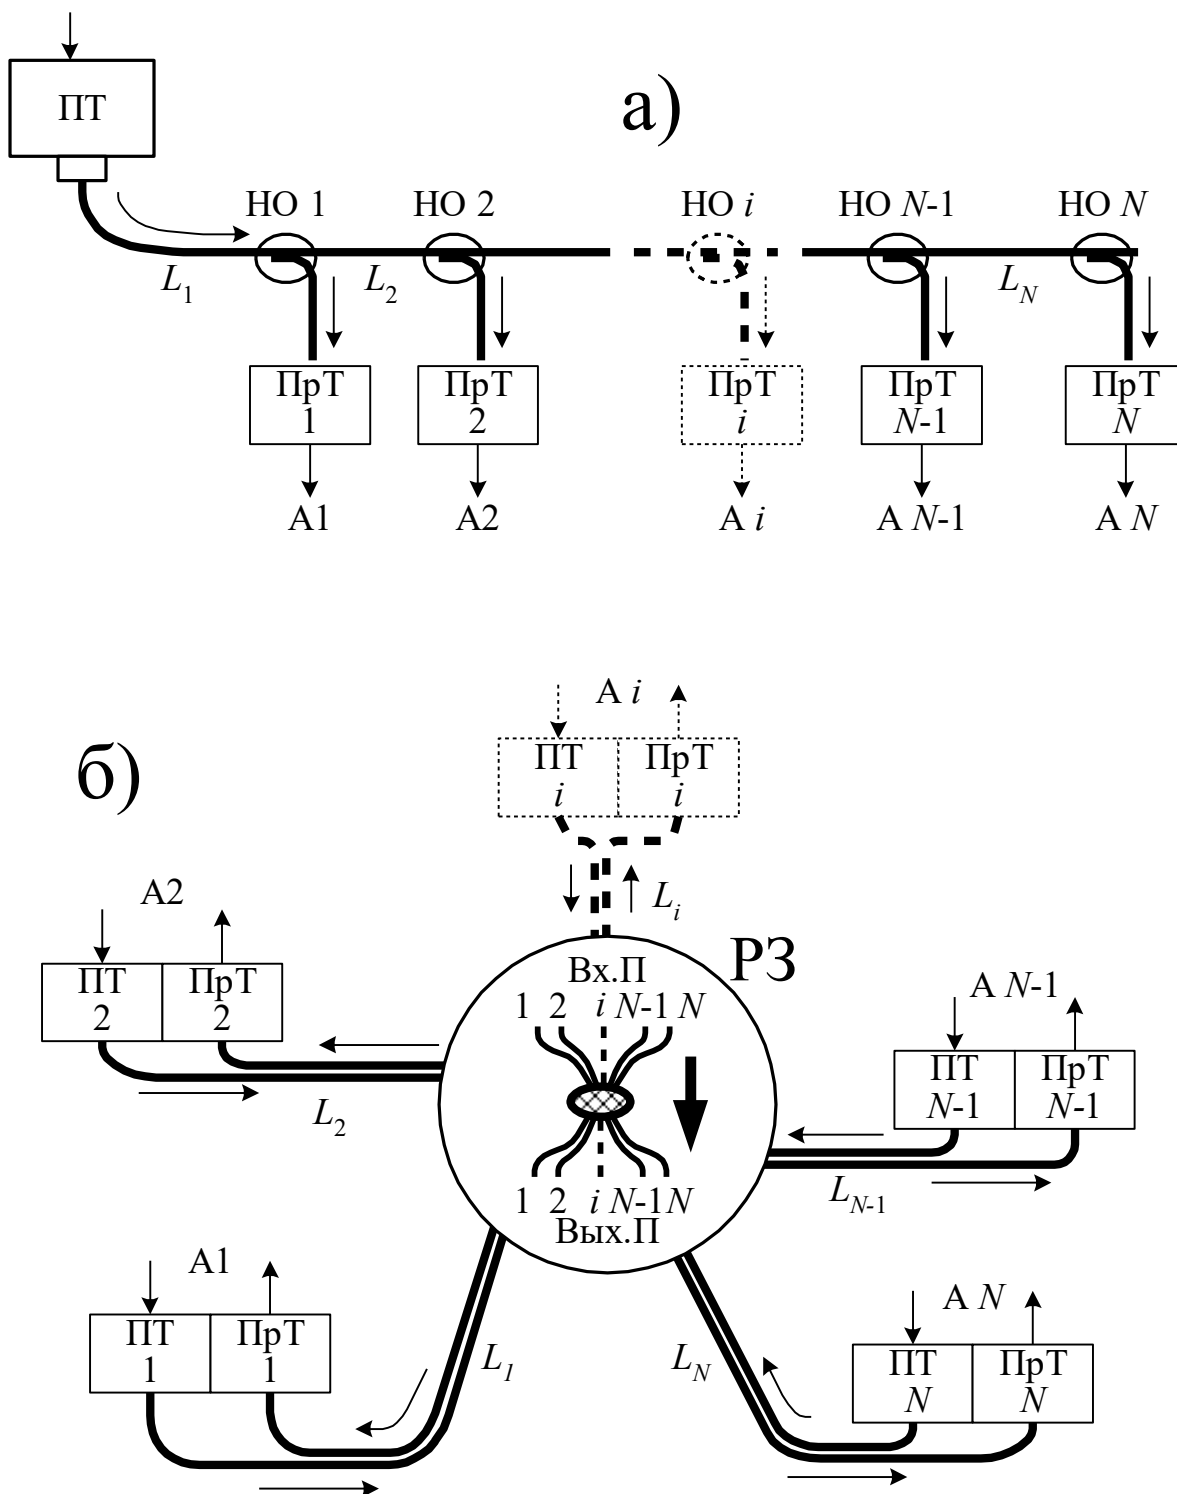 ПТ
а)
НО 1 НО 2 НО i НО N-1 НО N
L1 L2 LN
ПрТ ПрТ ПрТ ПрТ ПрТ
1 2 i N-1 N
А1 А2 А i А N-1 А N
А i
б)
ПТ ПрТ
i i
А2
Li
РЗ
ПТ ПрТ
2 2
L2
Вх.П
1 2 i N-1 N
1 2 i N-1 N
Вых.П
А N-1
ПТ ПрТ
N-1 N-1
LN-1
А1
ПТ ПрТ
1 1
L1
LN
А N
ПТ ПрТ
N N